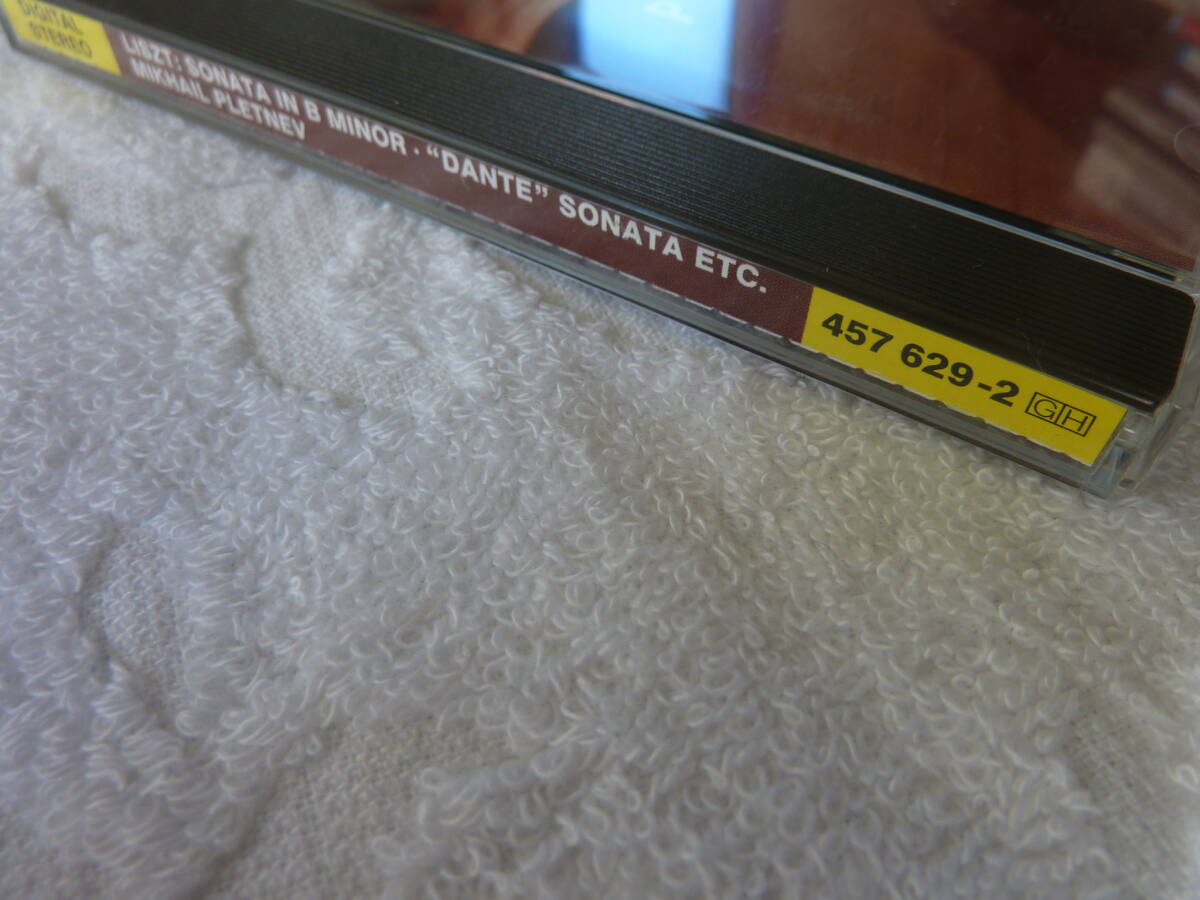 DIGITAL
STEREO
LISZT: SONATA IN B MINOR · “DANTE” SONATA ETC.
MIKHAIL PLETNEV
457 629-2 GH